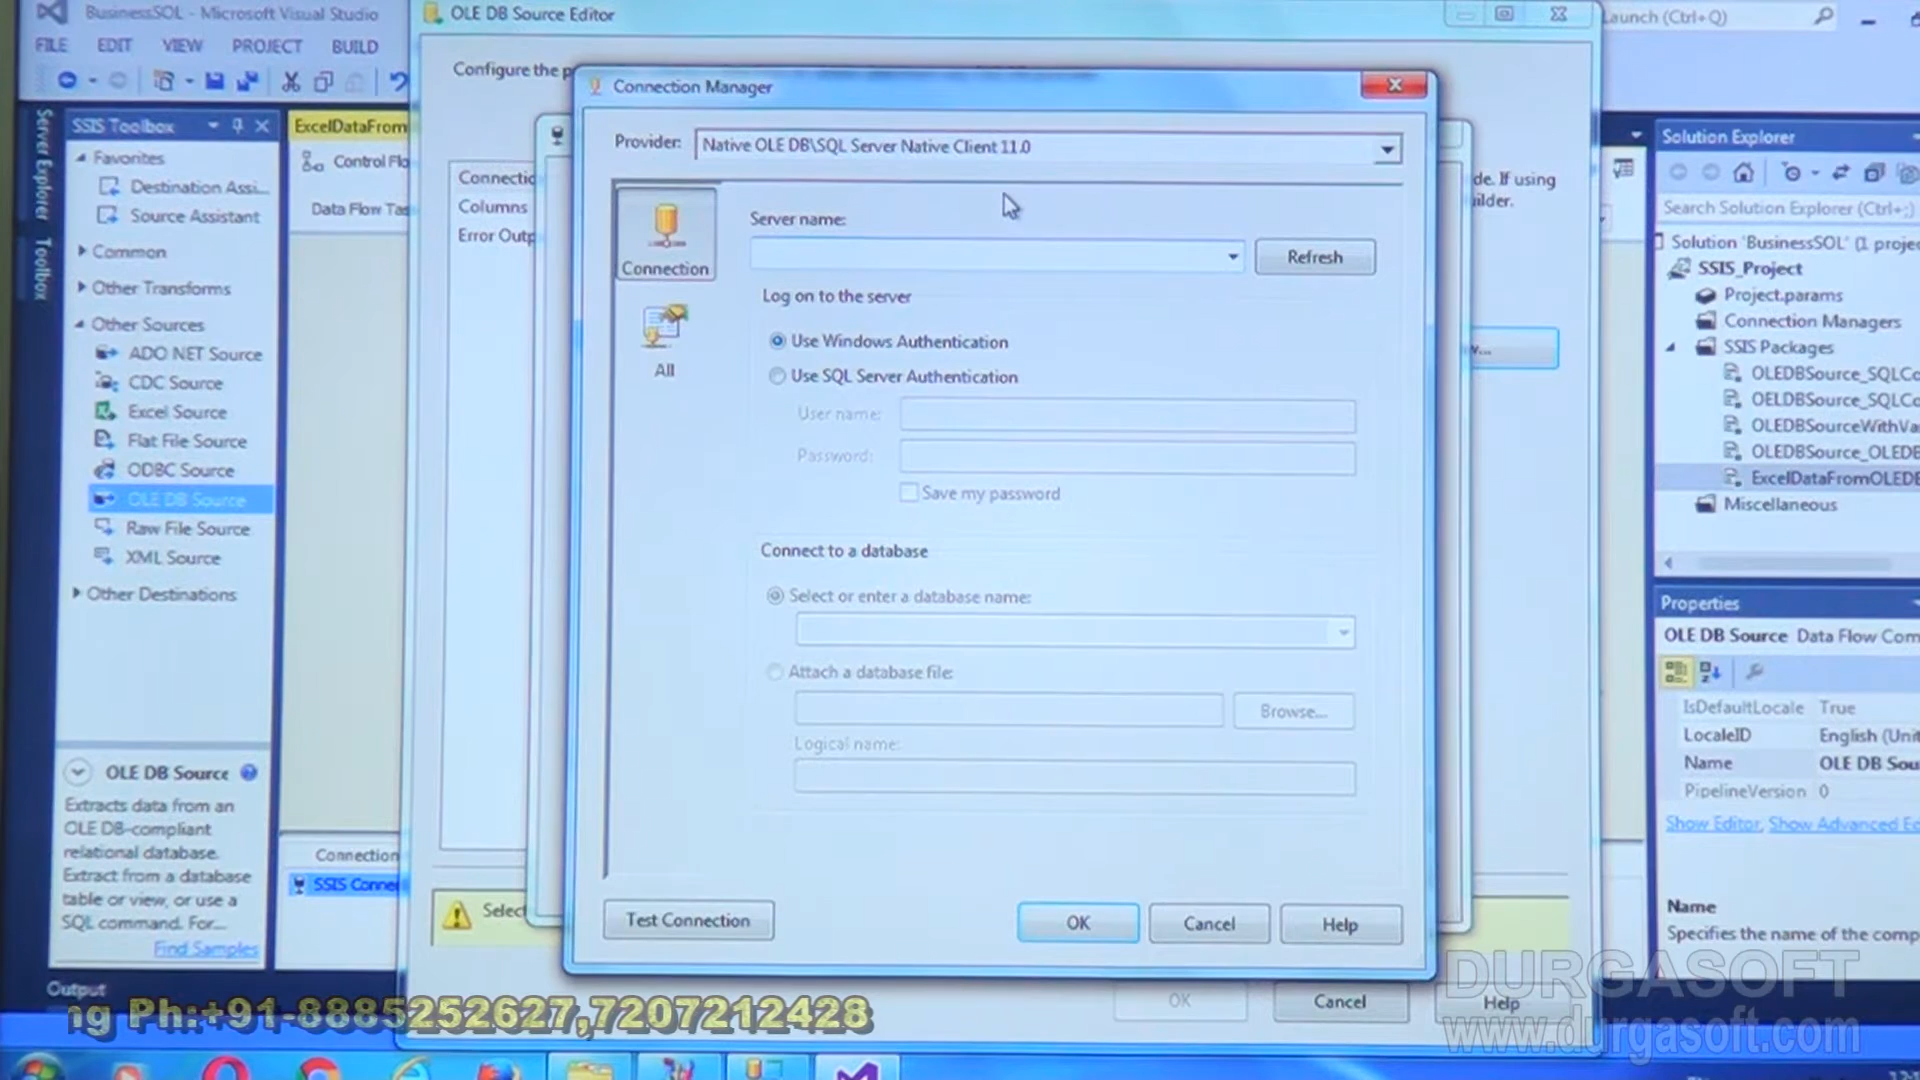 BusinessSOL - Microsoft Visual Studio
FILE EDIT VIEW PROJECT BUILD
OLE DB Source Editor
Launch (Ctrl+Q)
Configure the p
Server Explorer
Toolbox
SSIS Toolbox
Favorites
Destination Assi...
Source Assistant
Common
Other Transforms
Other Sources
ADO NET Source
CDC Source
Excel Source
Flat File Source
ODBC Source
OLE DB Source
Raw File Source
XML Source
Other Destinations
OLE DB Source
Extracts data from an
OLE DB-compliant
relational database.
Extract from a database
table or view, or use a
SQL command. For...
Find Samples
Output
ExcelDataFrom
Control Flo
Data Flow Tas
Connection
SSIS Conne
Connectio
Columns
Error Outp
Select
Connection Manager
Provider: Native OLE DB\SQL Server Native Client 11.0
Connection
All
Server name:
Refresh
Log on to the server
Use Windows Authentication
Use SQL Server Authentication
User name:
Password:
Save my password
Connect to a database
Select or enter a database name:
Attach a database file:
Browse...
Logical name:
Test Connection
OK
Cancel
Help
de. If using
uilder.
w...
OK
Cancel
Help
Solution Explorer
Search Solution Explorer (Ctrl+;)
Solution 'BusinessSOL' (1 projec
SSIS_Project
Project.params
Connection Managers
SSIS Packages
OLEDBSource_SQLCo
OELDBSource_SQLCo
OLEDBSourceWithVa
OLEDBSource_OLEDB
ExcelDataFromOLEDB
Miscellaneous
Properties
OLE DB Source Data Flow Com
IsDefaultLocale True
LocaleID English (Unit
Name OLE DB Sou
PipelineVersion 0
Show Editor, Show Advanced Ed
Name
Specifies the name of the comp
DURGASOFT
www.durgasoft.com
ng Ph:+91-8885252627,7207212428